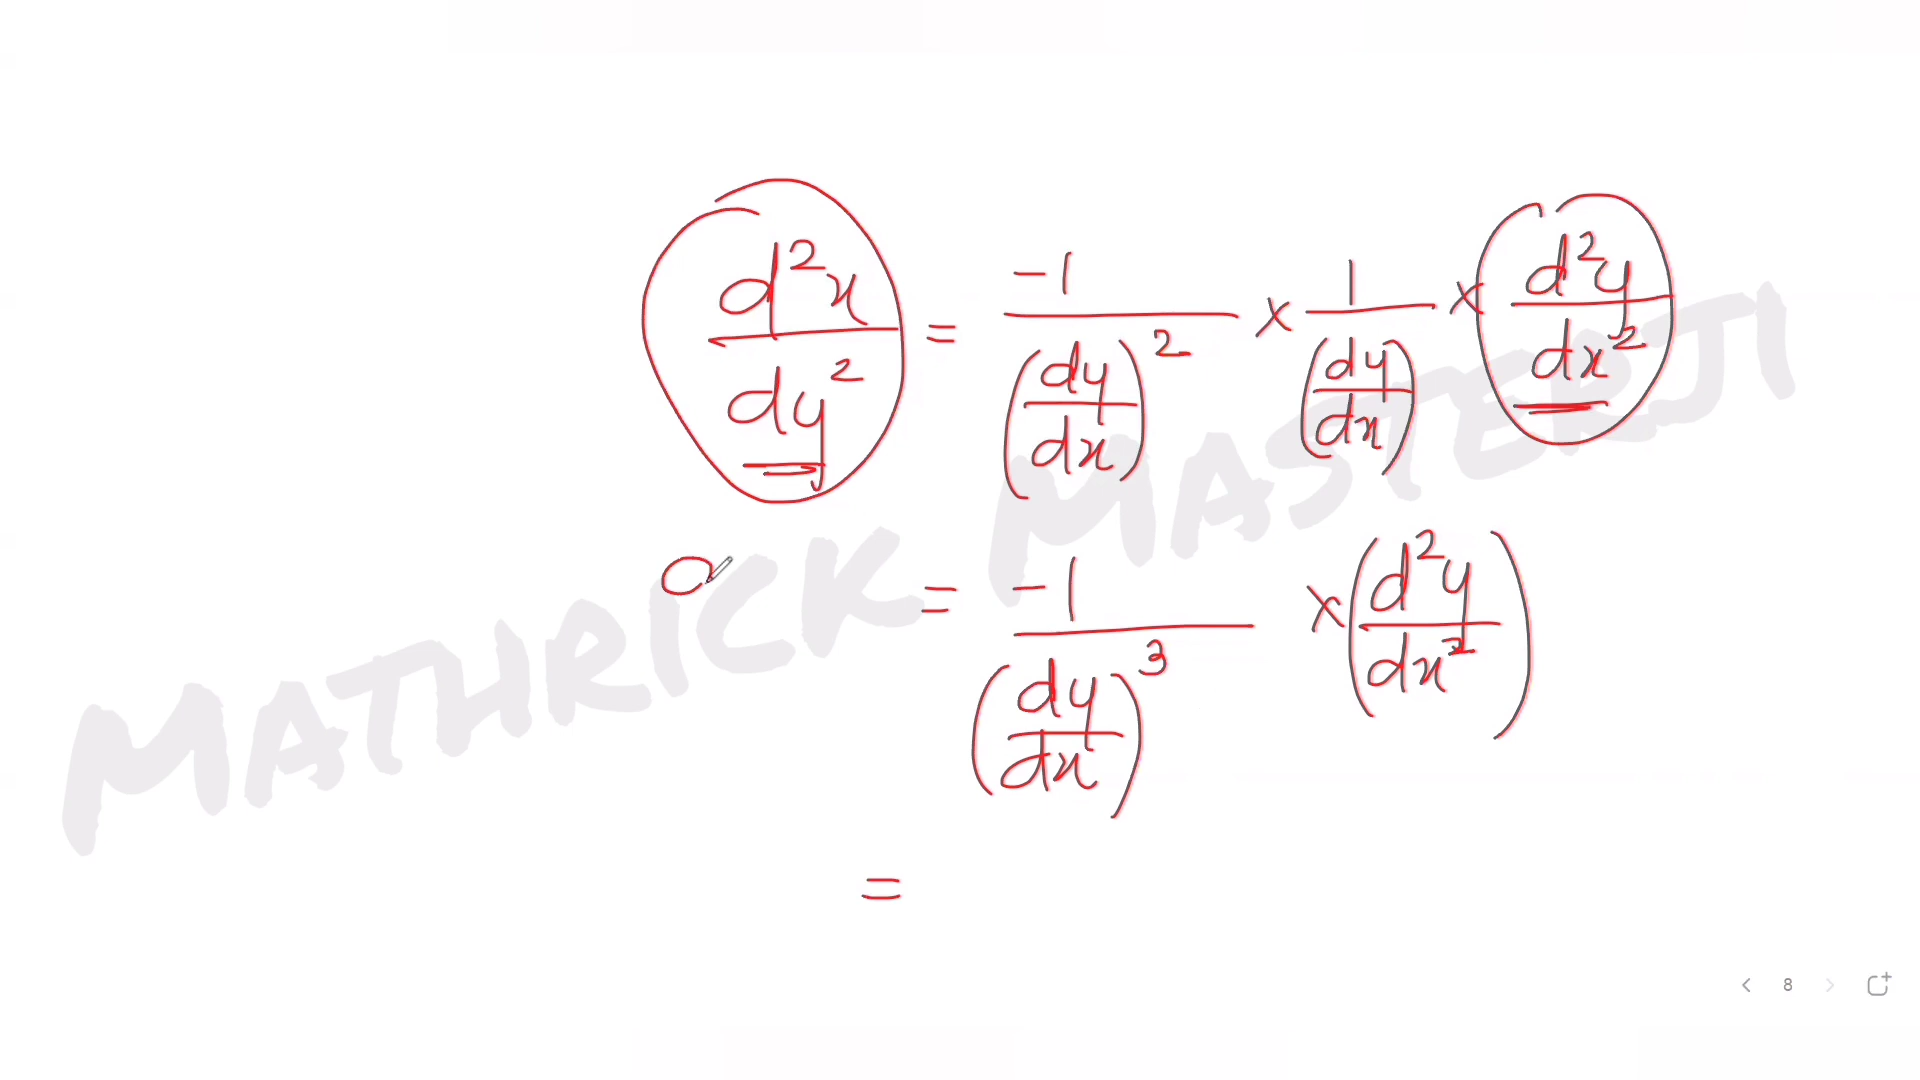 d²x/dy² = -1/(dy/dx)² × 1/(dy/dx) × d²y/dx²
= -1/(dy/dx)³ × (d²y/dx²)
=
MATHRICK MASTERJI
8